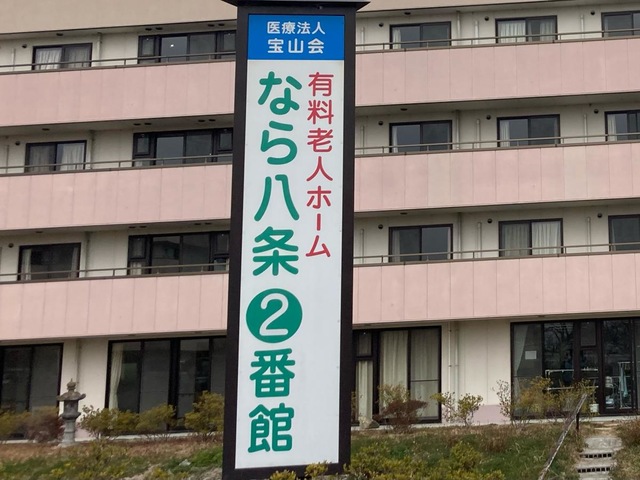 医療法人
宝山会
有料老人ホーム
なら八条②番館